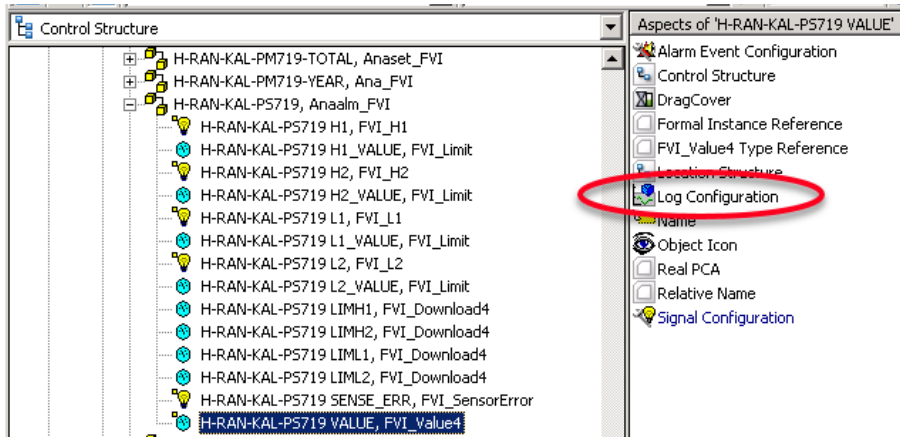 Control Structure
H-RAN-KAL-PM719-TOTAL, Anaset_FVI
H-RAN-KAL-PM719-YEAR, Ana_FVI
H-RAN-KAL-PS719, Anaalm_FVI
H-RAN-KAL-PS719 H1, FVI_H1
H-RAN-KAL-PS719 H1_VALUE, FVI_Limit
H-RAN-KAL-PS719 H2, FVI_H2
H-RAN-KAL-PS719 H2_VALUE, FVI_Limit
H-RAN-KAL-PS719 L1, FVI_L1
H-RAN-KAL-PS719 L1_VALUE, FVI_Limit
H-RAN-KAL-PS719 L2, FVI_L2
H-RAN-KAL-PS719 L2_VALUE, FVI_Limit
H-RAN-KAL-PS719 LIMH1, FVI_Download4
H-RAN-KAL-PS719 LIMH2, FVI_Download4
H-RAN-KAL-PS719 LIML1, FVI_Download4
H-RAN-KAL-PS719 LIML2, FVI_Download4
H-RAN-KAL-PS719 SENSE_ERR, FVI_SensorError
H-RAN-KAL-PS719 VALUE, FVI_Value4
Aspects of 'H-RAN-KAL-PS719 VALUE'
Alarm Event Configuration
Control Structure
DragCover
Formal Instance Reference
FVI_Value4 Type Reference
Location Structure
Log Configuration
Name
Object Icon
Real PCA
Relative Name
Signal Configuration